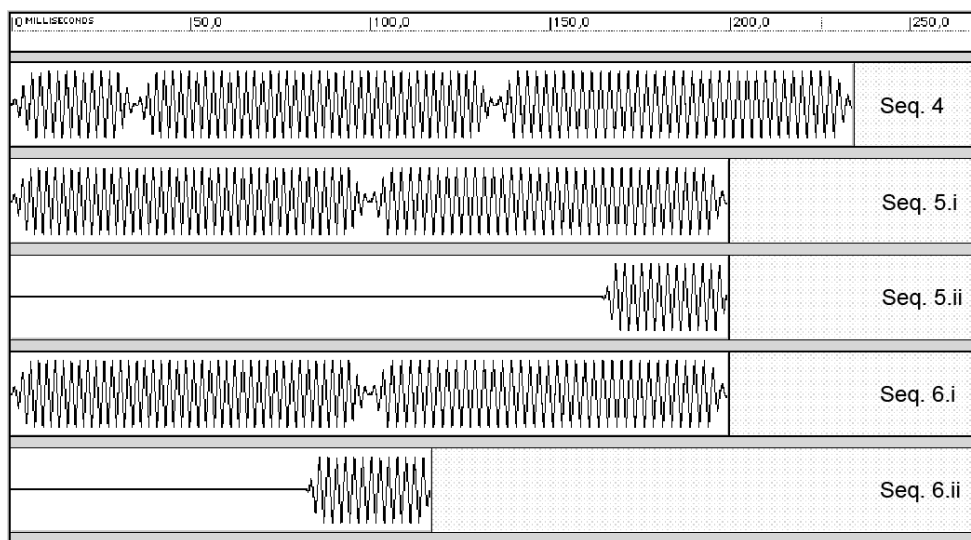 0 MILLISECONDS 50,0 100,0 150,0 200,0 250,0
Seq. 4
Seq. 5.i
Seq. 5.ii
Seq. 6.i
Seq. 6.ii